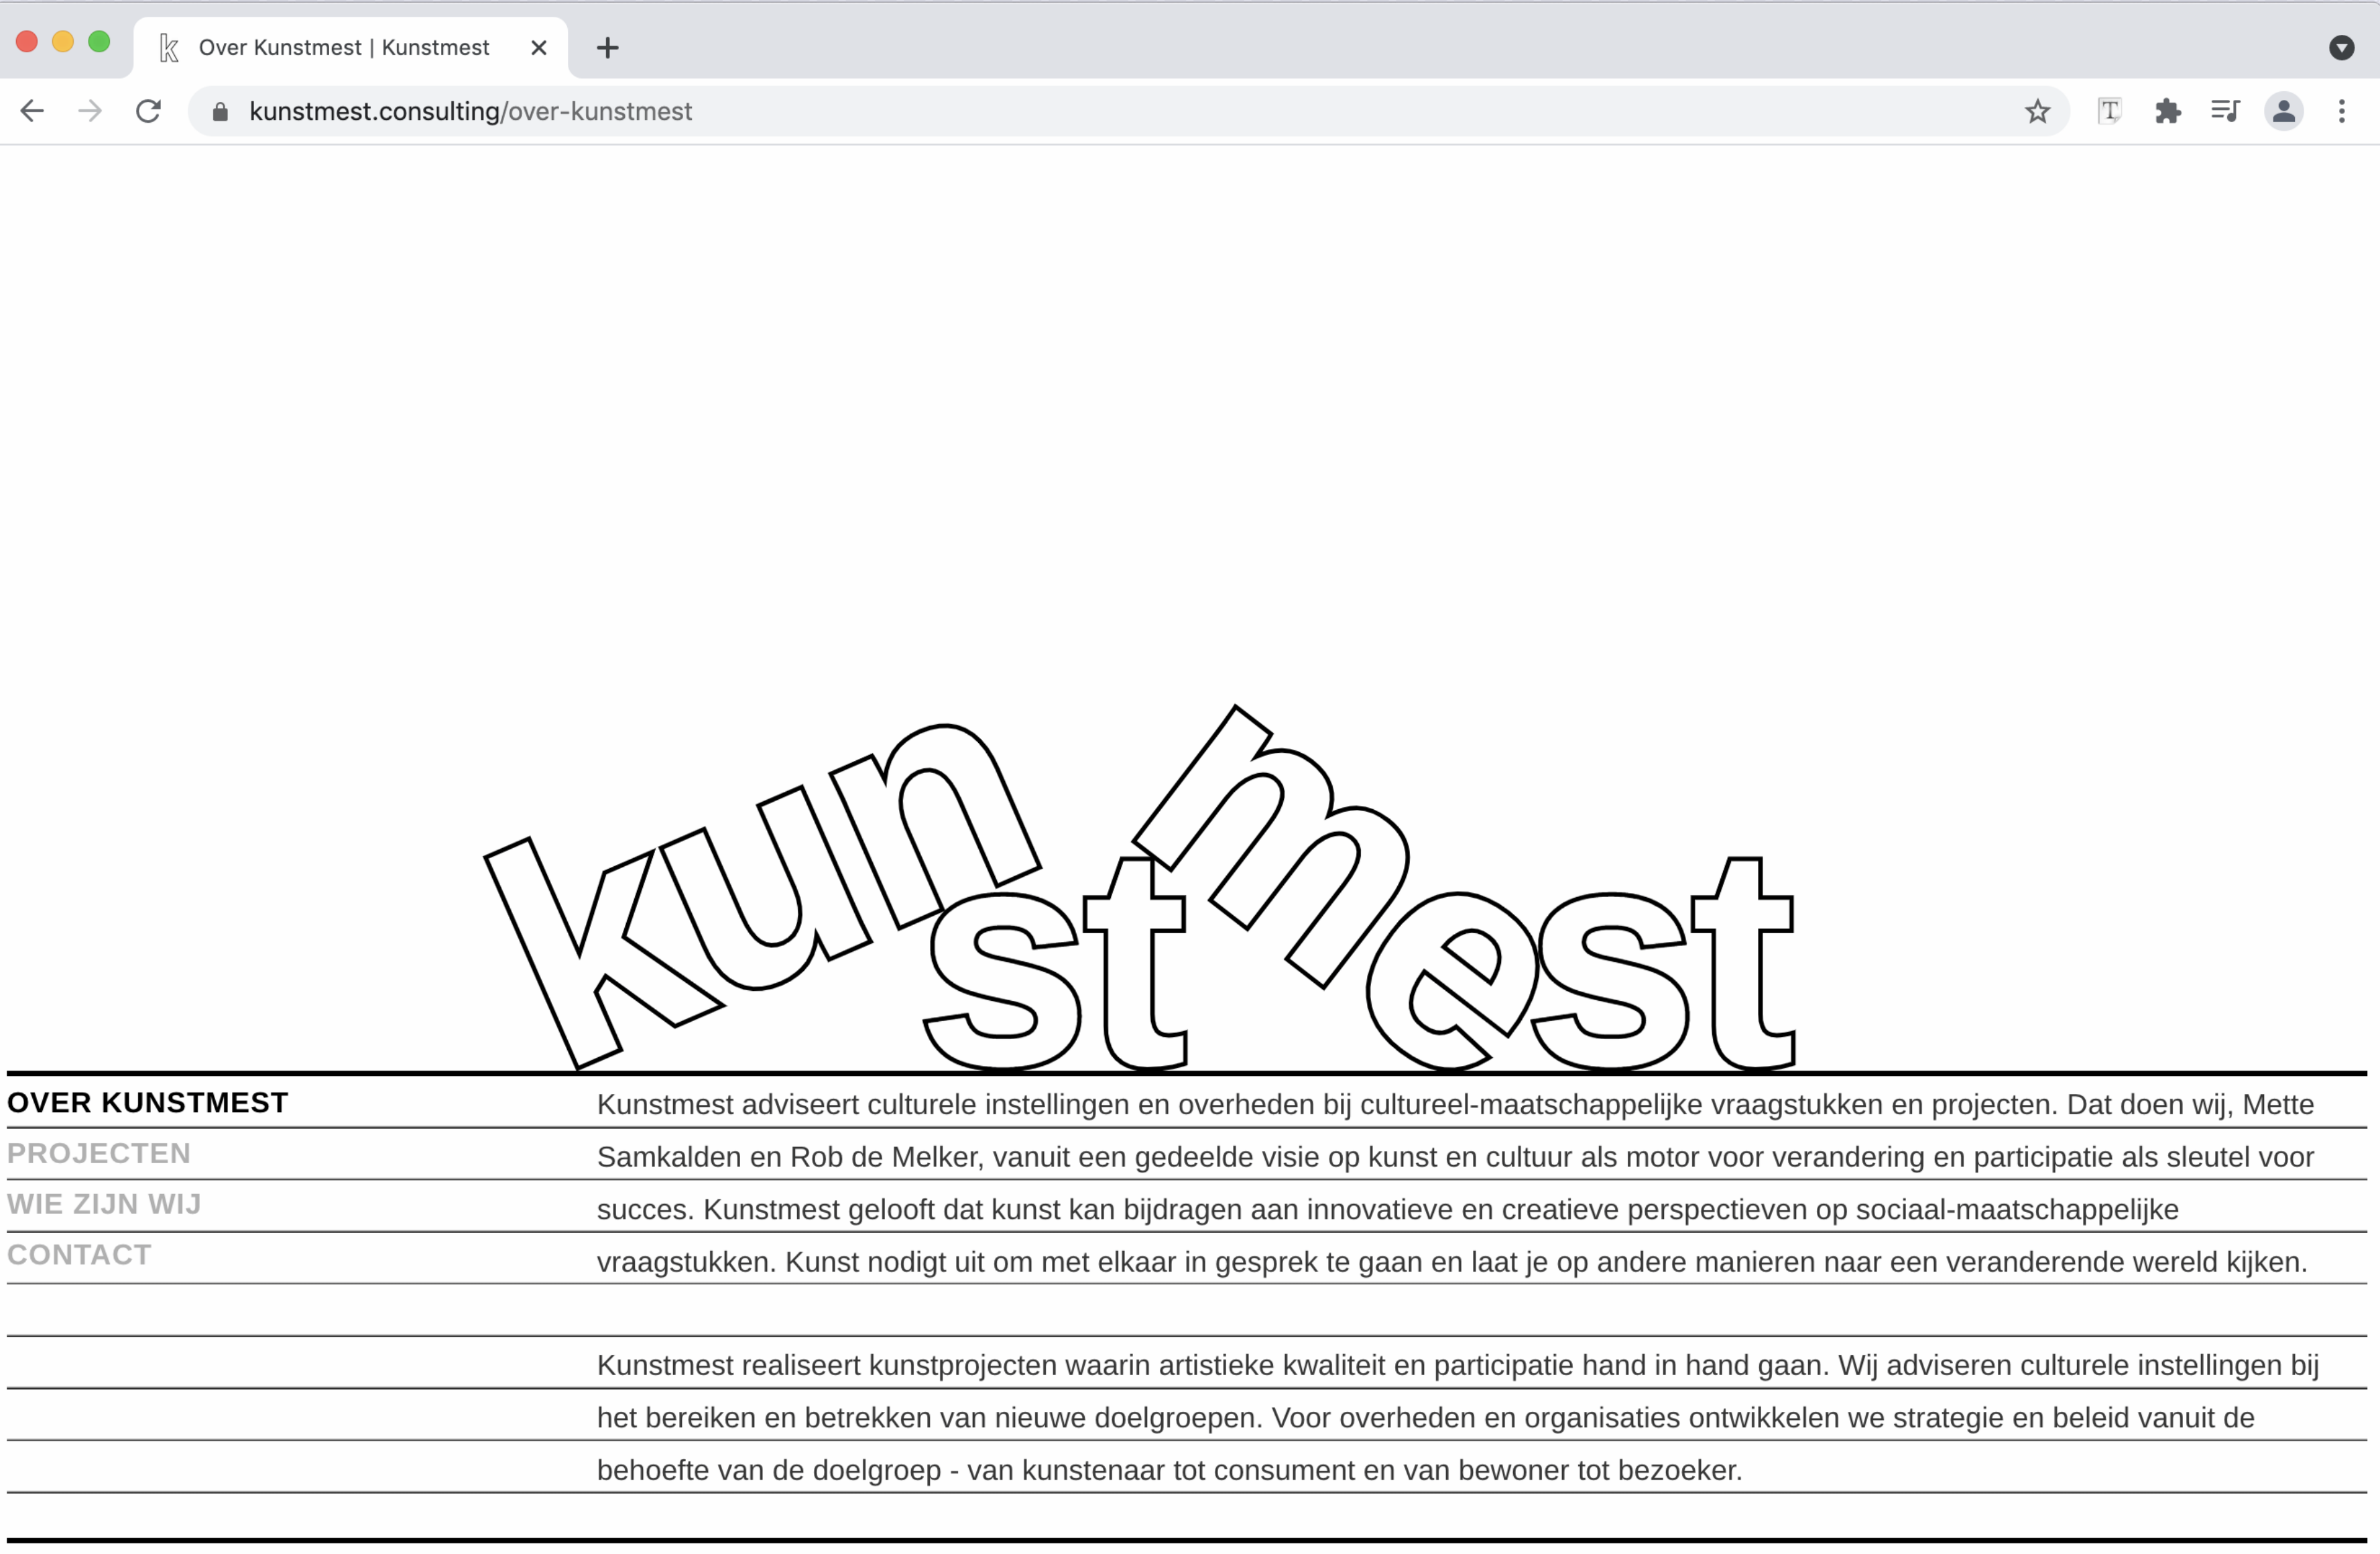 Over Kunstmest | Kunstmest
kunstmest.consulting/over-kunstmest
kunstmest
OVER KUNSTMEST
PROJECTEN
WIE ZIJN WIJ
CONTACT
Kunstmest adviseert culturele instellingen en overheden bij cultureel-maatschappelijke vraagstukken en projecten. Dat doen wij, Mette
Samkalden en Rob de Melker, vanuit een gedeelde visie op kunst en cultuur als motor voor verandering en participatie als sleutel voor
succes. Kunstmest gelooft dat kunst kan bijdragen aan innovatieve en creatieve perspectieven op sociaal-maatschappelijke
vraagstukken. Kunst nodigt uit om met elkaar in gesprek te gaan en laat je op andere manieren naar een veranderende wereld kijken.
Kunstmest realiseert kunstprojecten waarin artistieke kwaliteit en participatie hand in hand gaan. Wij adviseren culturele instellingen bij
het bereiken en betrekken van nieuwe doelgroepen. Voor overheden en organisaties ontwikkelen we strategie en beleid vanuit de
behoefte van de doelgroep - van kunstenaar tot consument en van bewoner tot bezoeker.